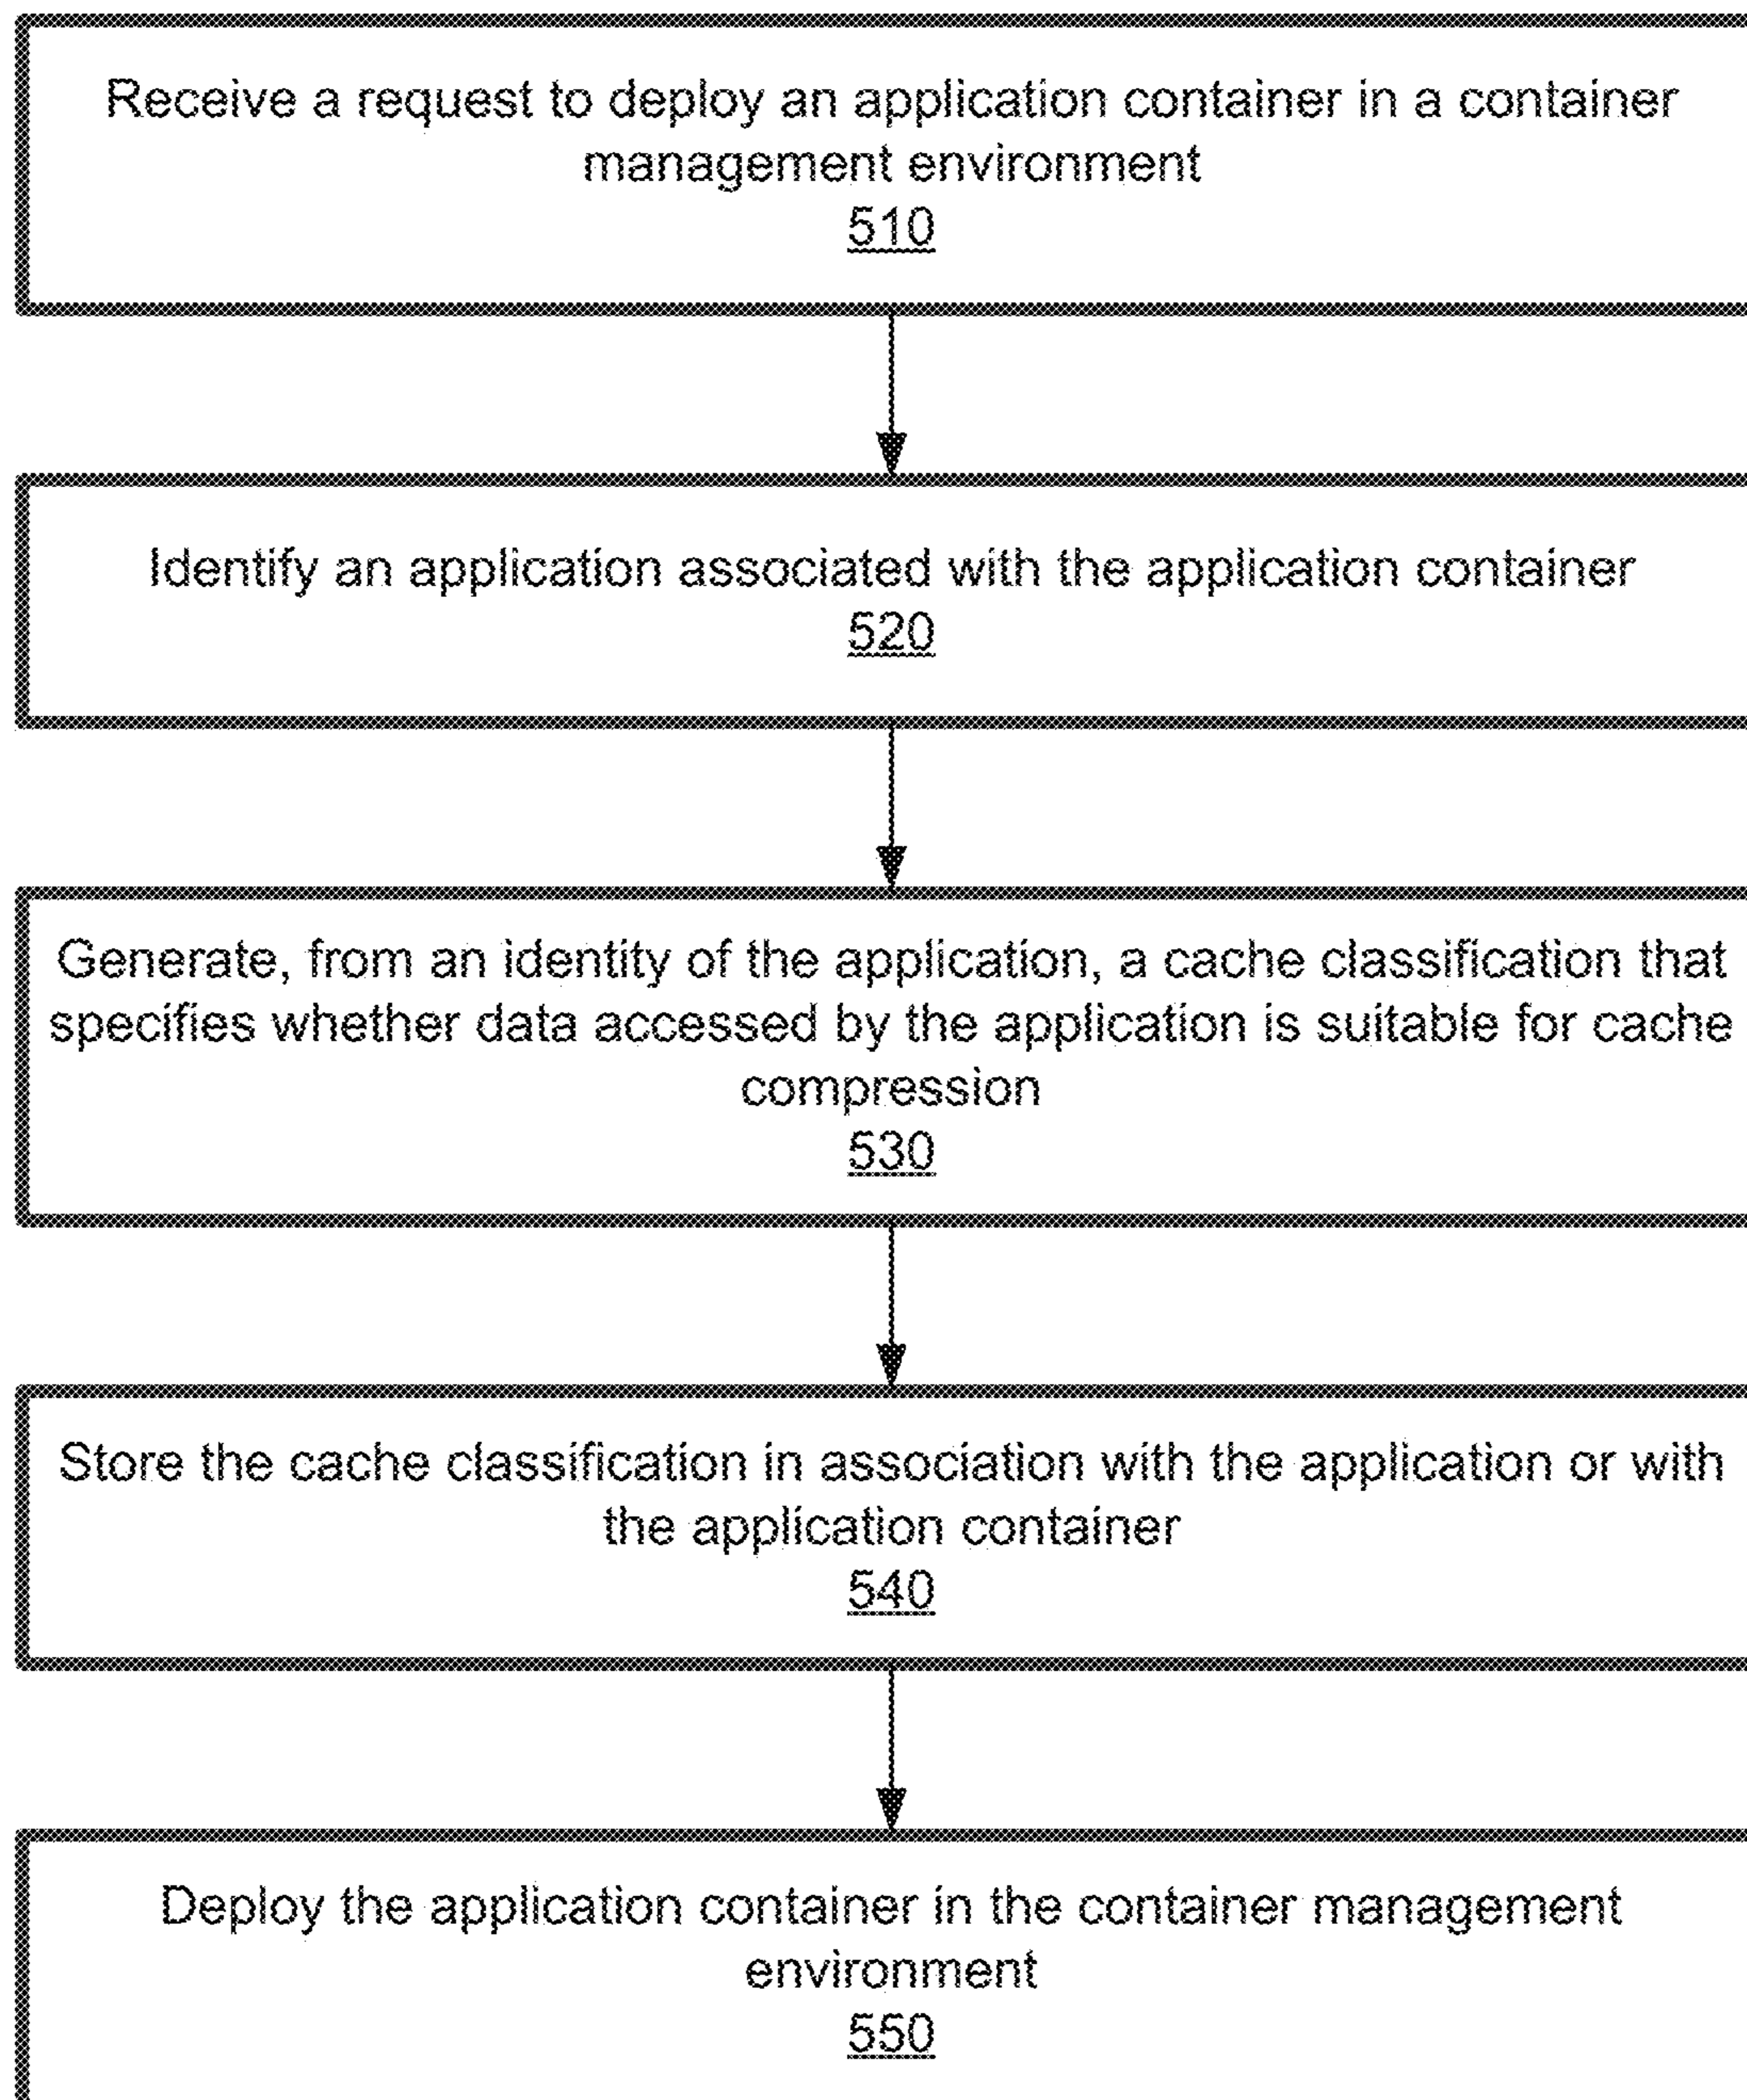 Receive a request to deploy an application container in a container
management environment
510
Identify an application associated with the application container
520
Generate, from an identity of the application, a cache classification that
specifies whether data accessed by the application is suitable for cache
compression
530
Store the cache classification in association with the application or with
the application container
540
Deploy the application container in the container management
environment
550